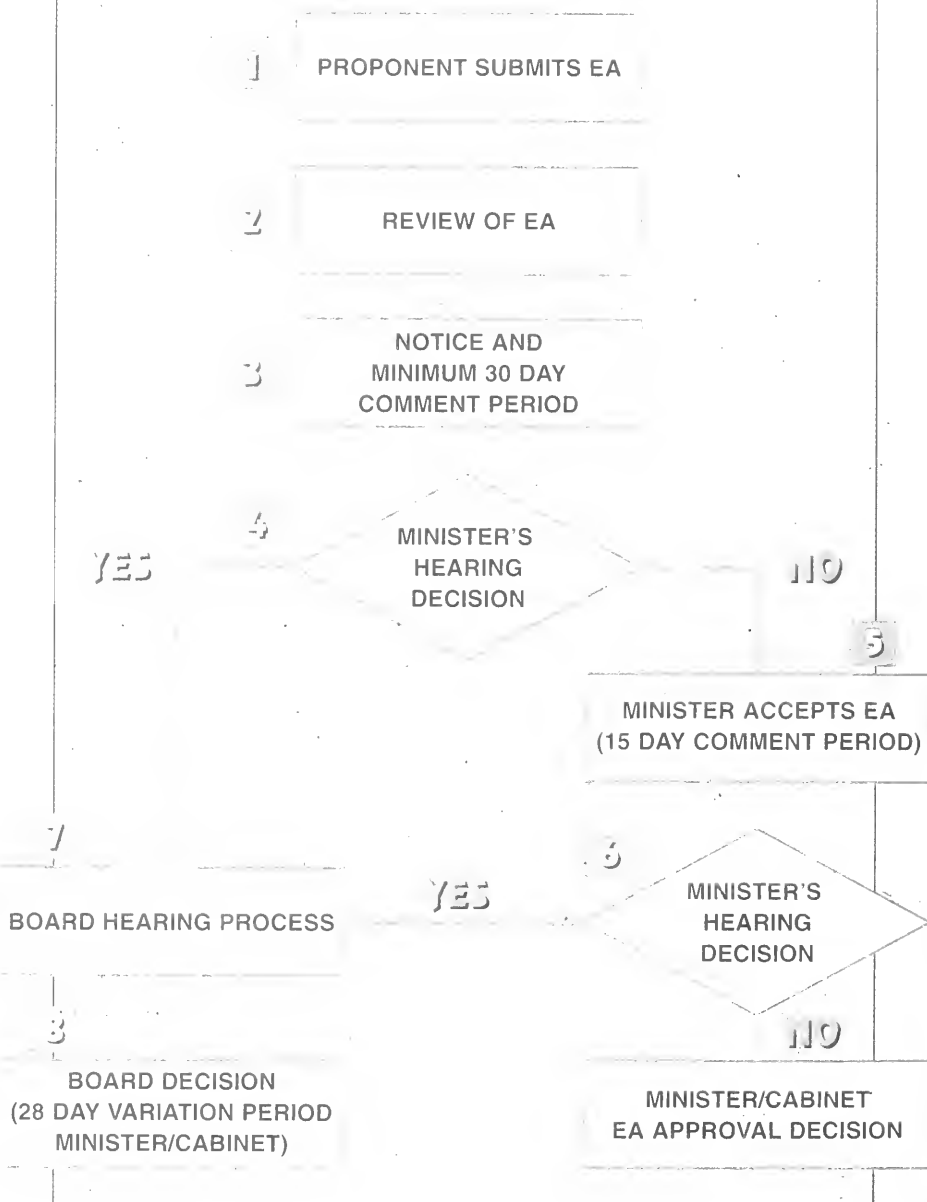 1
PROPONENT SUBMITS EA
2
REVIEW OF EA
3
NOTICE AND
MINIMUM 30 DAY
COMMENT PERIOD
4
MINISTER'S
HEARING
DECISION
YES
NO
5
MINISTER ACCEPTS EA
(15 DAY COMMENT PERIOD)
6
MINISTER'S
HEARING
DECISION
YES
7
BOARD HEARING PROCESS
NO
8
BOARD DECISION
(28 DAY VARIATION PERIOD
MINISTER/CABINET)
MINISTER/CABINET
EA APPROVAL DECISION